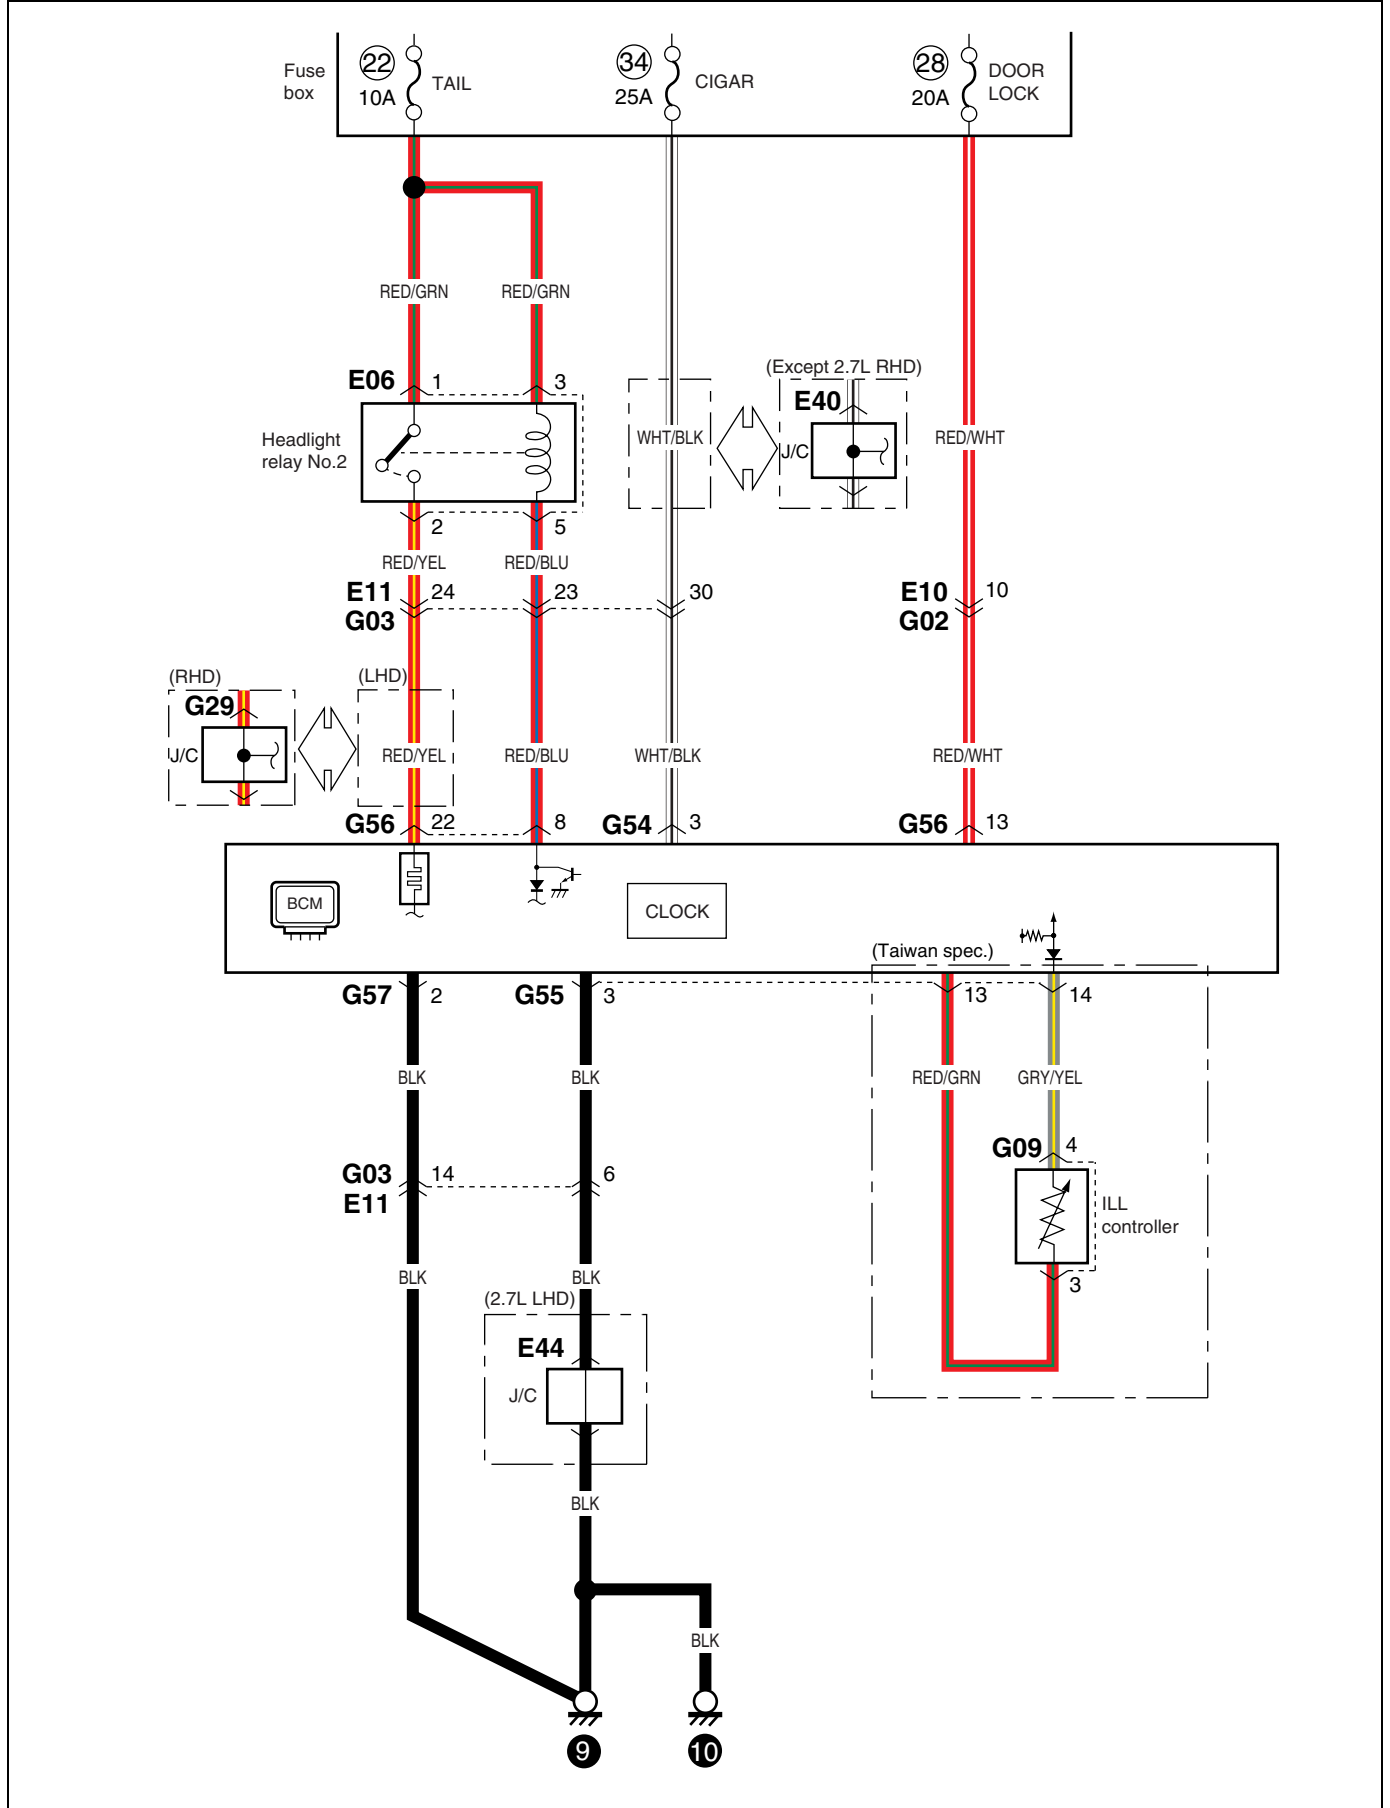 Fuse
box
22
10A
TAIL
34
25A
CIGAR
28
20A
DOOR
LOCK
RED/GRN
RED/GRN
(Except 2.7L RHD)
E06
1
3
E40
J/C
Headlight
relay No.2
WHT/BLK
RED/WHT
2
5
RED/YEL
RED/BLU
E11
24
23
30
E10
10
G03
G02
(RHD)
(LHD)
G29
J/C
RED/YEL
RED/BLU
WHT/BLK
RED/WHT
G56
22
8
G54
3
G56
13
BCM
CLOCK
(Taiwan spec.)
G57
2
G55
3
13
14
BLK
BLK
RED/GRN
GRY/YEL
G09
4
G03
14
6
E11
ILL
controller
BLK
BLK
3
(2.7L LHD)
E44
J/C
BLK
BLK
9
10